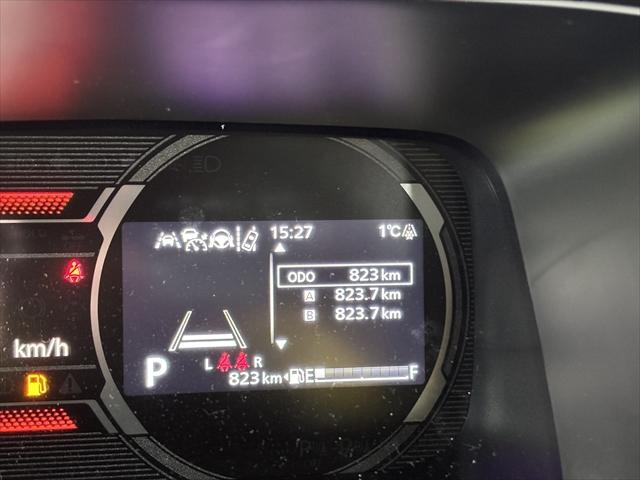 15:27 1℃
ODO 823 km
A 823.7 km
B 823.7 km
km/h
L R
P 823 km E F